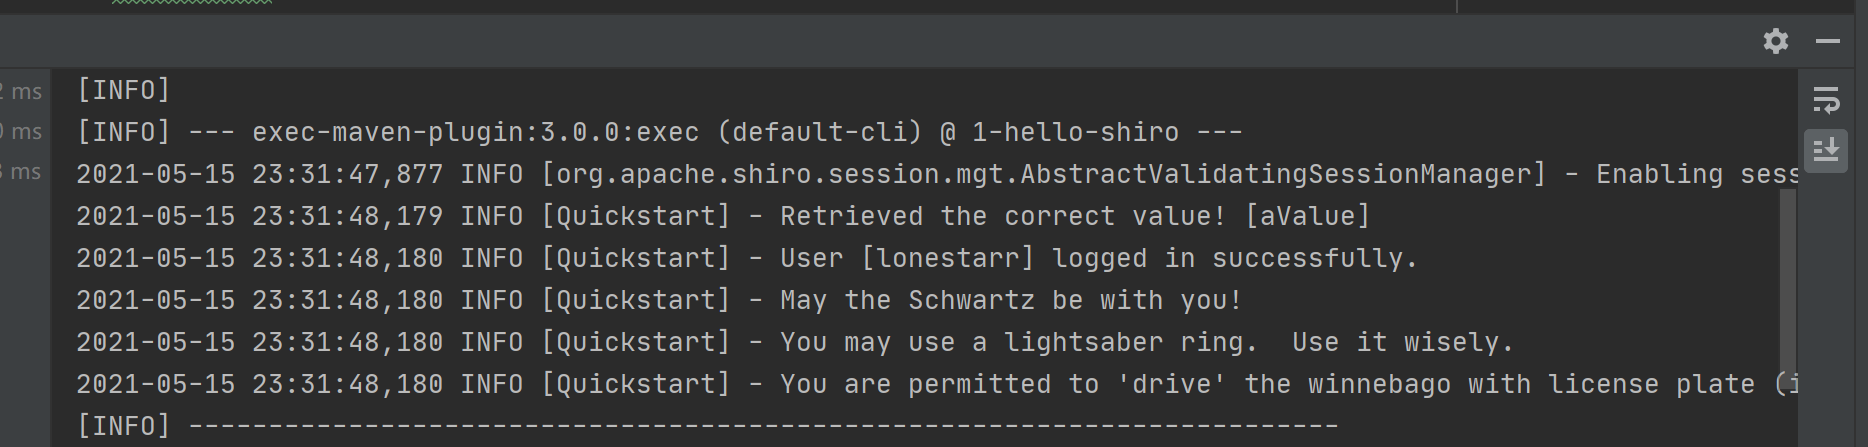 [INFO]
ms
[INFO] --- exec-maven-plugin:3.0.0:exec (default-cli) @ 1-hello-shiro ---
ms
2021-05-15 23:31:47,877 INFO [org.apache.shiro.session.mgt.AbstractValidatingSessionManager] - Enabling
ms
2021-05-15 23:31:48,179 INFO [Quickstart] - Retrieved the correct value! [aValue]
2021-05-15 23:31:48,180 INFO [Quickstart] - User [lonestarr] logged in successfully.
2021-05-15 23:31:48,180 INFO [Quickstart] - May the Schwartz be with you!
2021-05-15 23:31:48,180 INFO [Quickstart] - You may use a lightsaber ring.  Use it wisely.
2021-05-15 23:31:48,180 INFO [Quickstart] - You are permitted to 'drive' the winnebago with license plate
[INFO] ------------------------------------------------------------------------